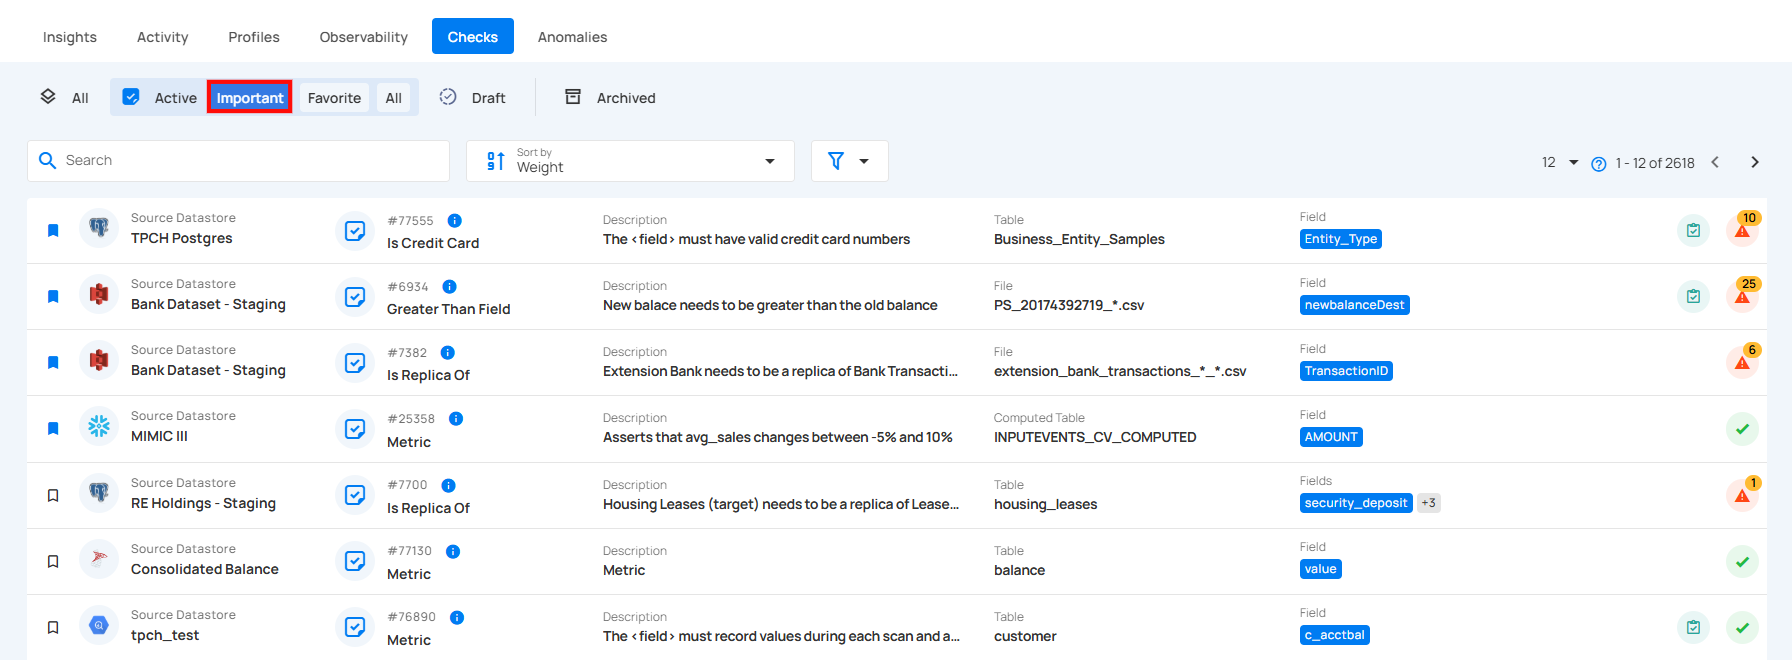 Insights Activity Profiles Observability Checks Anomalies
All Active Important Favorite All Draft Archived
Search Sort by Weight 12 1 - 12 of 2618
Source Datastore #77555 Description Table Field 10
TPCH Postgres Is Credit Card The <field> must have valid credit card numbers Business_Entity_Samples Entity_Type
Source Datastore #6934 Description File Field 25
Bank Dataset - Staging Greater Than Field New balace needs to be greater than the old balance PS_20174392719_*.csv newbalanceDest
Source Datastore #7382 Description File Field 6
Bank Dataset - Staging Is Replica Of Extension Bank needs to be a replica of Bank Transacti... extension_bank_transactions_*_*.csv TransactionID
Source Datastore #25358 Description Computed Table Field
MIMIC III Metric Asserts that avg_sales changes between -5% and 10% INPUTEVENTS_CV_COMPUTED AMOUNT
Source Datastore #7700 Description Table Fields 1
RE Holdings - Staging Is Replica Of Housing Leases (target) needs to be a replica of Lease... housing_leases security_deposit +3
Source Datastore #77130 Description Table Field
Consolidated Balance Metric Metric balance value
Source Datastore #76890 Description Table Field
tpch_test Metric The <field> must record values during each scan and a... customer c_acctbal